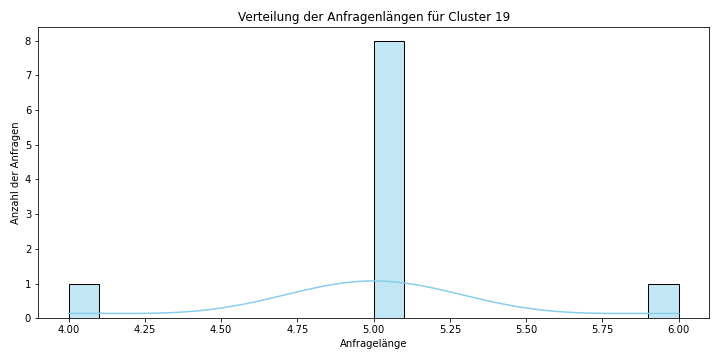 Verteilung der Anfragenlängen für Cluster 19
Anzahl der Anfragen
8
7
6
5
4
3
2
1
0
4.00 4.25 4.50 4.75 5.00 5.25 5.50 5.75 6.00
Anfragelänge